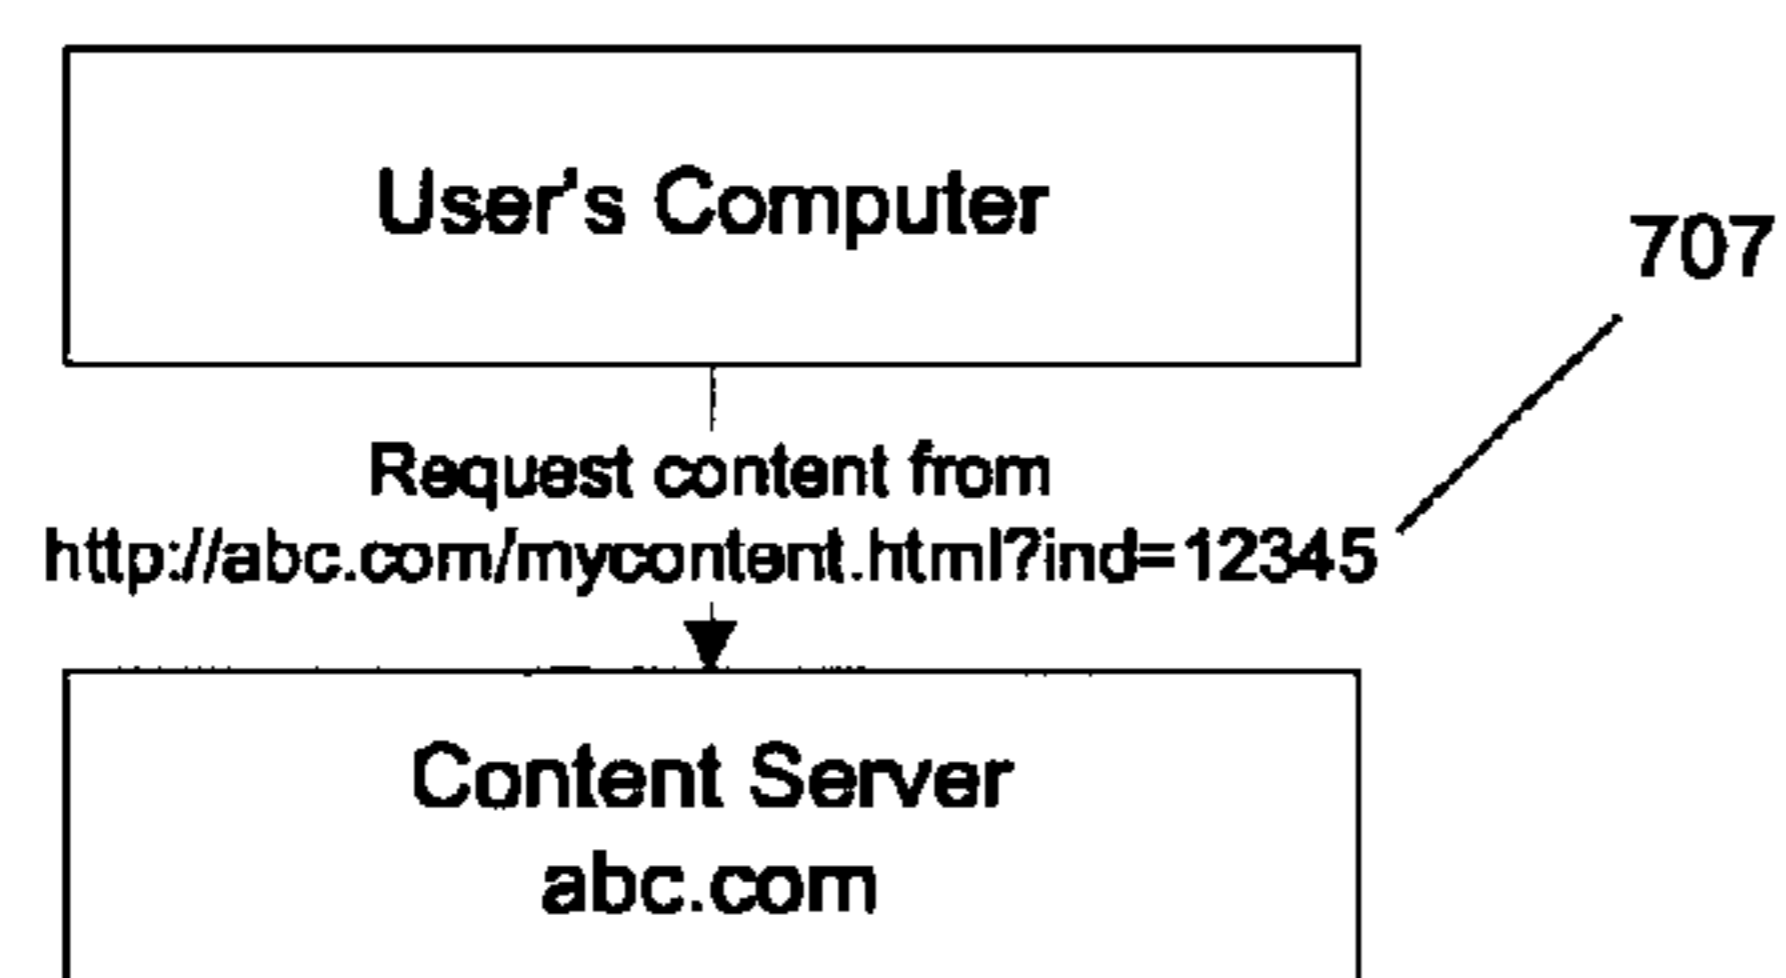 User's Computer
707
Request content from
http://abc.com/mycontent.html?ind=12345
Content Server
abc.com